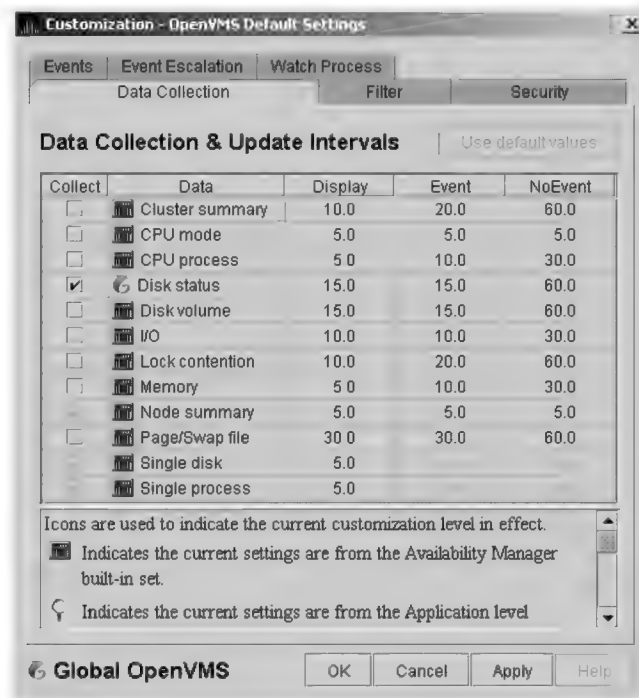 Customization - OpenVMS Default Settings
Events Event Escalation Watch Process
Data Collection Filter Security
Data Collection & Update Intervals Use default values
Collect Data Display Event NoEvent
Cluster summary 10.0 20.0 60.0
CPU mode 5.0 5.0 5.0
CPU process 5.0 10.0 30.0
Disk status 15.0 15.0 60.0
Disk volume 15.0 15.0 60.0
I/O 10.0 10.0 30.0
Lock contention 10.0 20.0 60.0
Memory 5 0 10.0 30.0
Node summary 5.0 5.0 5.0
Page/Swap file 30 0 30.0 60.0
Single disk 5.0
Single process 5.0
Icons are used to indicate the current customization level in effect.
Indicates the current settings are from the Availability Manager
built-in set.
Indicates the current settings are from the Application level
Global OpenVMS OK Cancel Apply Help